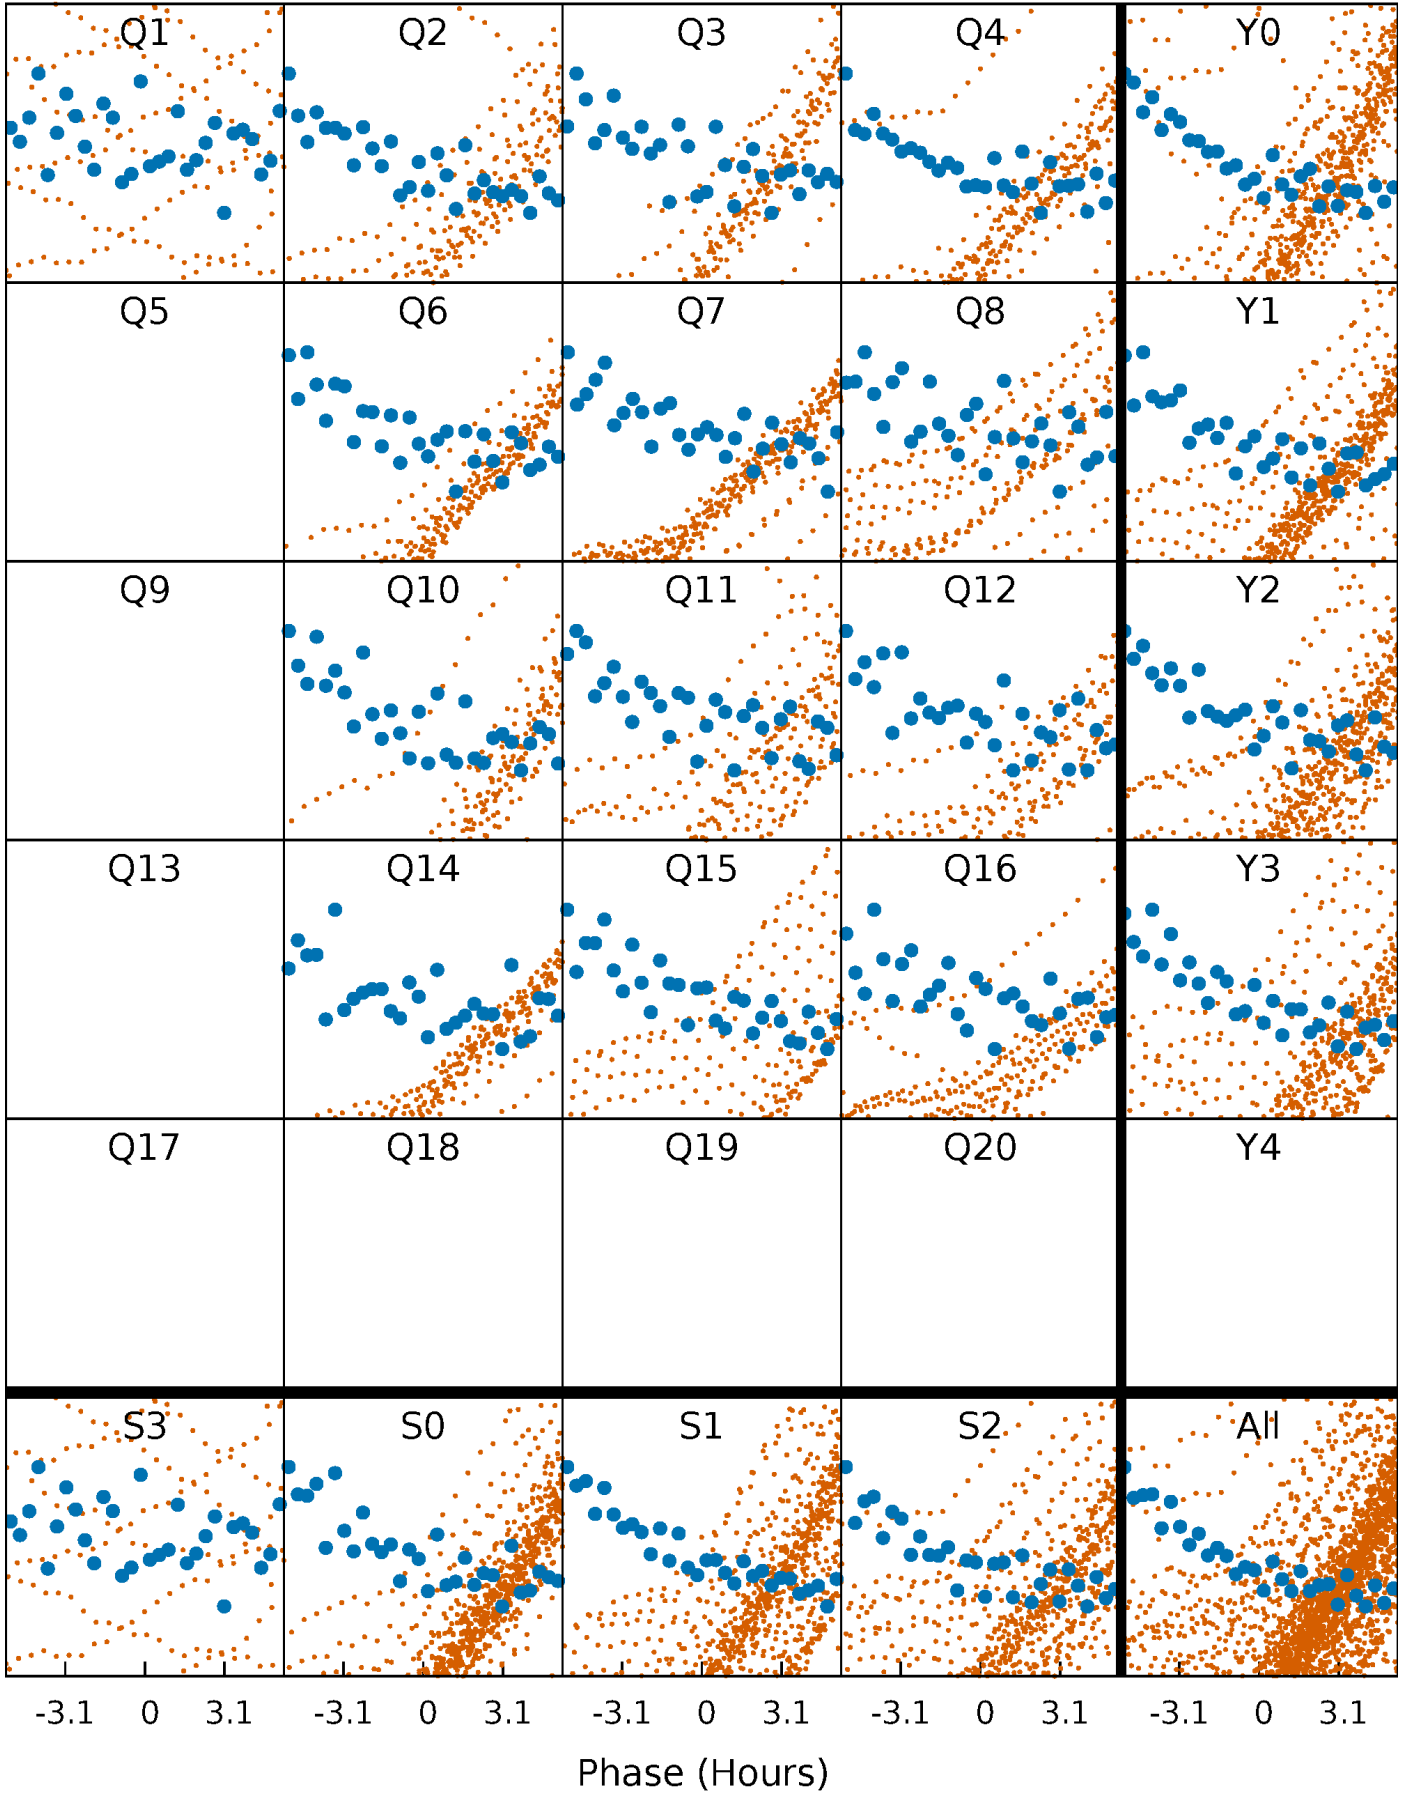 Q1 Q2 Q3 Q4 Y0
Q5 Q6 Q7 Q8 Y1
Q9 Q10 Q11 Q12 Y2
Q13 Q14 Q15 Q16 Y3
Q17 Q18 Q19 Q20 Y4
S3 S0 S1 S2 All
-3.1 0 3.1 -3.1 0 3.1 -3.1 0 3.1 -3.1 0 3.1 -3.1 0 3.1
Phase (Hours)